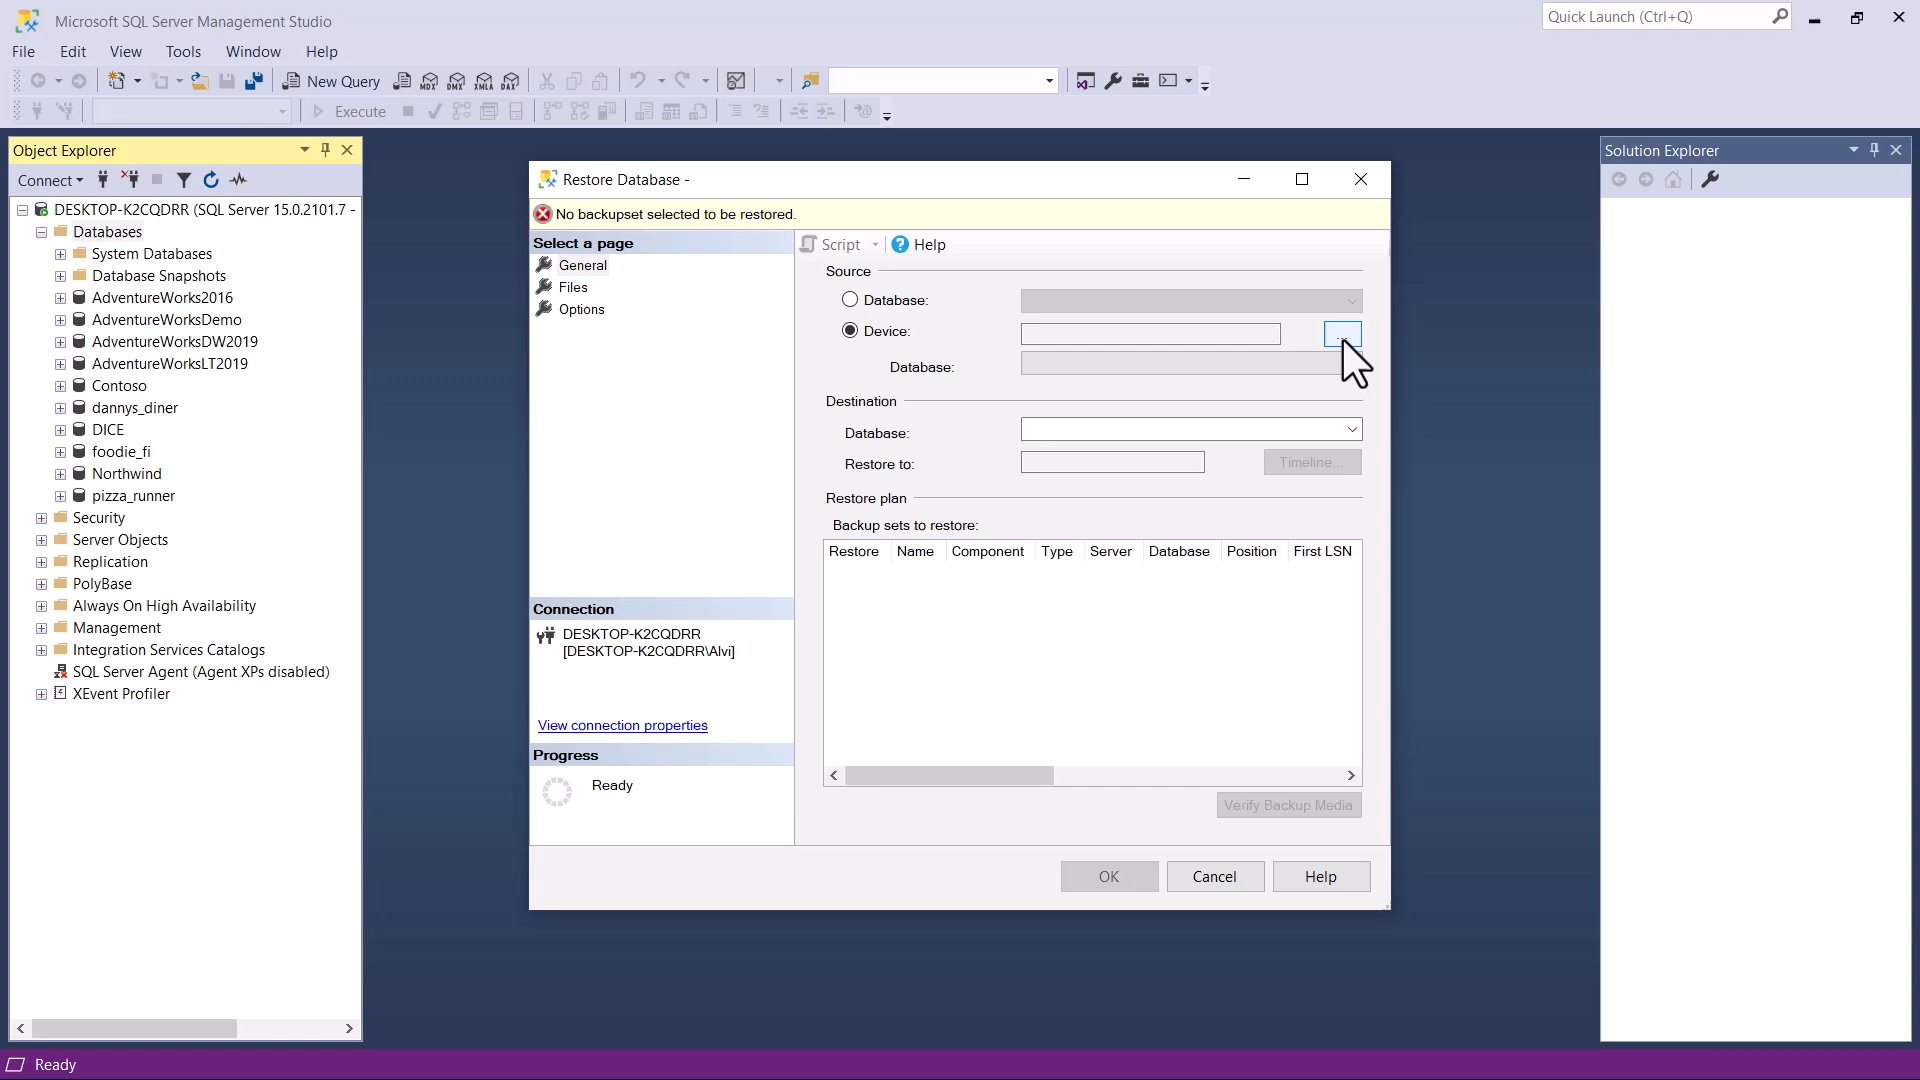 Microsoft SQL Server Management Studio
Quick Launch (Ctrl+Q)
File Edit View Tools Window Help
New Query MDX DMX XMLA DAX
Execute
Object Explorer
Connect
DESKTOP-K2CQDRR (SQL Server 15.0.2101.7 -
Databases
System Databases
Database Snapshots
AdventureWorks2016
AdventureWorksDemo
AdventureWorksDW2019
AdventureWorksLT2019
Contoso
dannys_diner
DICE
foodie_fi
Northwind
pizza_runner
Security
Server Objects
Replication
PolyBase
Always On High Availability
Management
Integration Services Catalogs
SQL Server Agent (Agent XPs disabled)
XEvent Profiler
Restore Database -
No backupset selected to be restored.
Select a page
General
Files
Options
Connection
DESKTOP-K2CQDRR
[DESKTOP-K2CQDRR\Alvi]
View connection properties
Progress
Ready
Script Help
Source
Database:
Device:
...
Database:
Destination
Database:
Restore to:
Timeline...
Restore plan
Backup sets to restore:
Restore Name Component Type Server Database Position First LSN
Verify Backup Media
OK Cancel Help
Solution Explorer
Ready